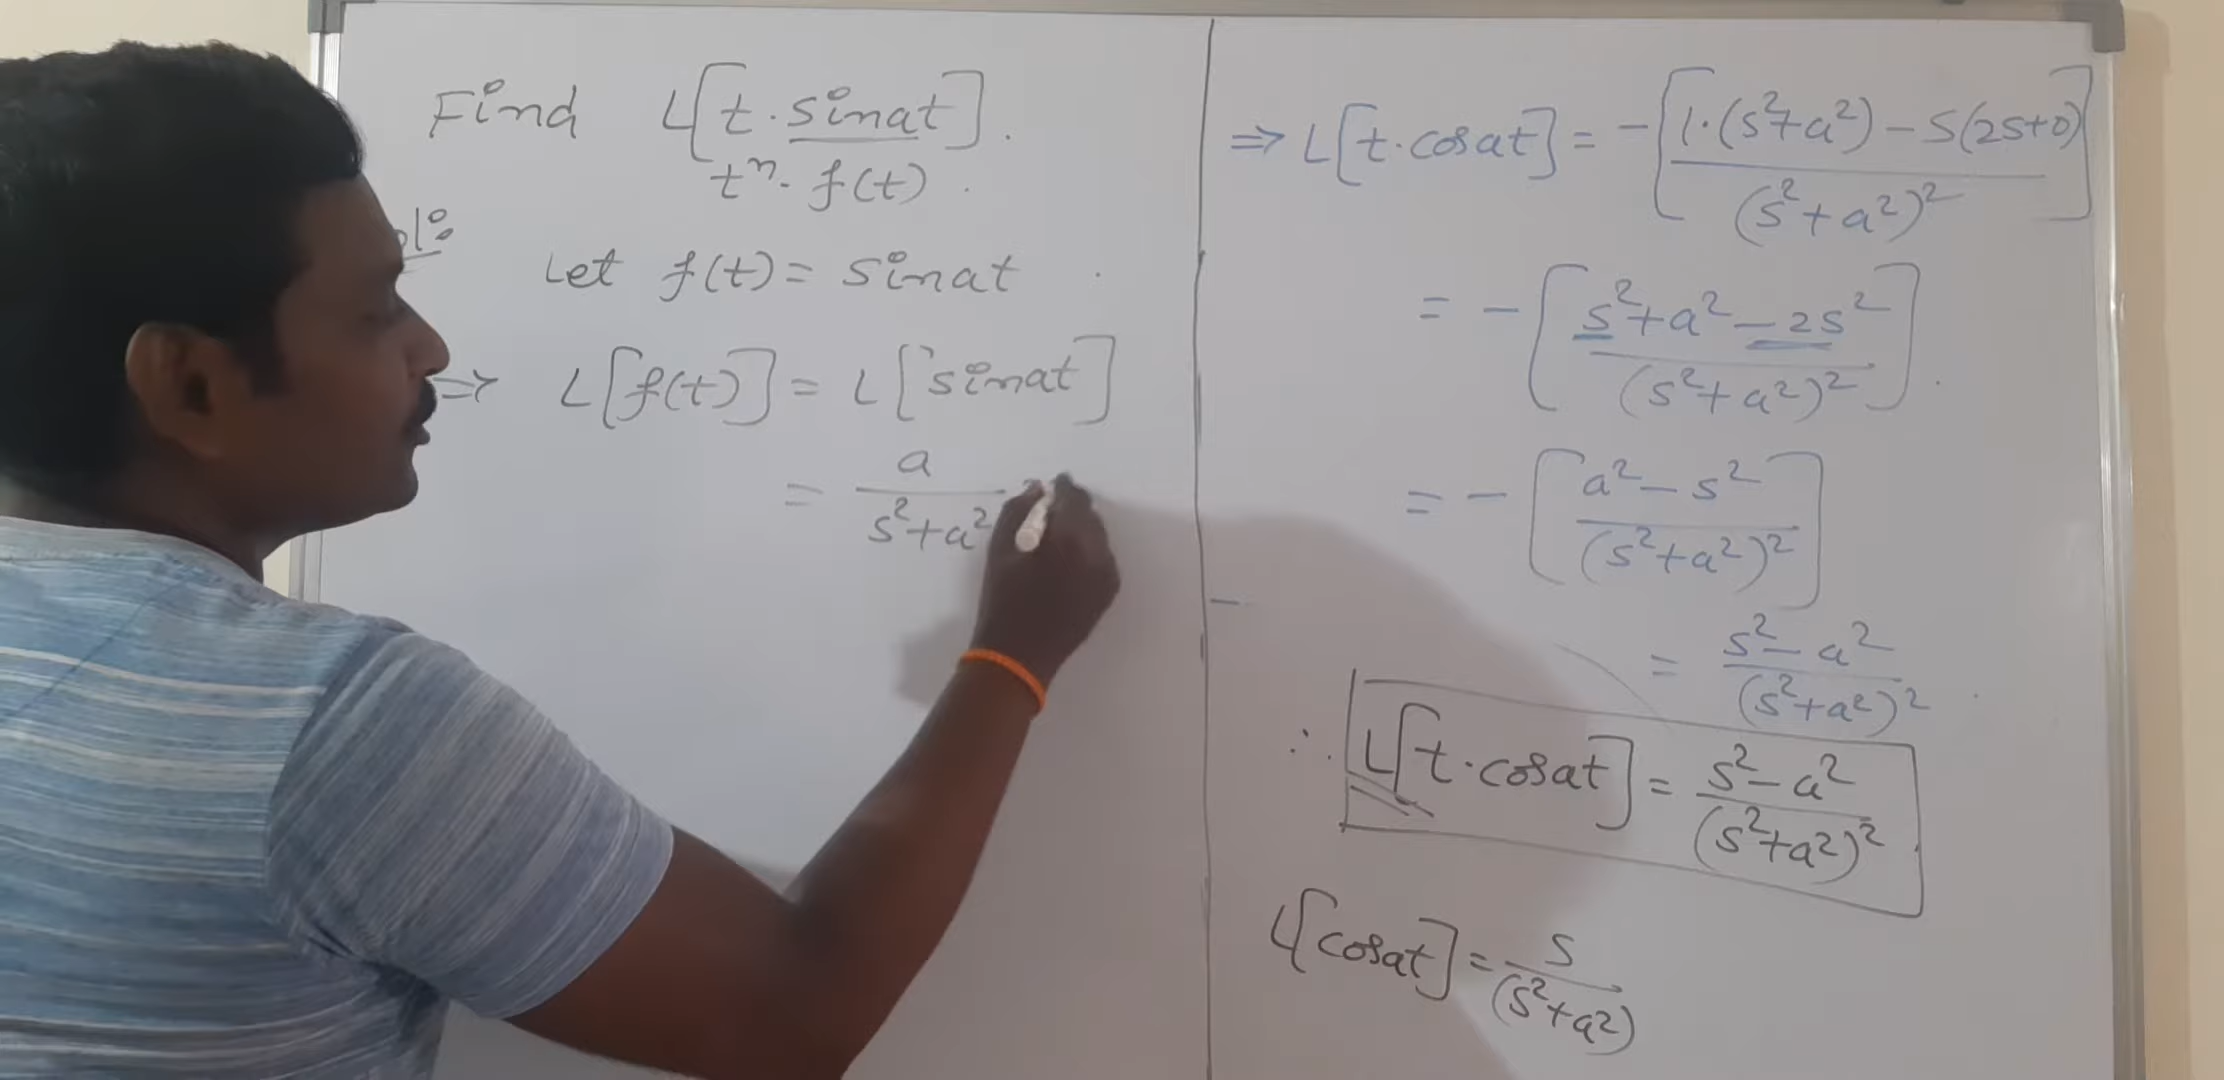 Find L[t·sinat].
tⁿ· f(t).
ol:
Let f(t) = sinat
⇒ L[f(t)] = L[sinat]
= a/(s²+a²)
⇒ L[t·cosat] = -[(1·(s²+a²) - s(2s+0))/(s²+a²)²]
= -[(s²+a²-2s²)/(s²+a²)²].
= -[(a²-s²)/(s²+a²)²]
= (s²-a²)/(s²+a²)².
∴ L[t·cosat] = (s²-a²)/(s²+a²)²
L[cosat] = s/(s²+a²)